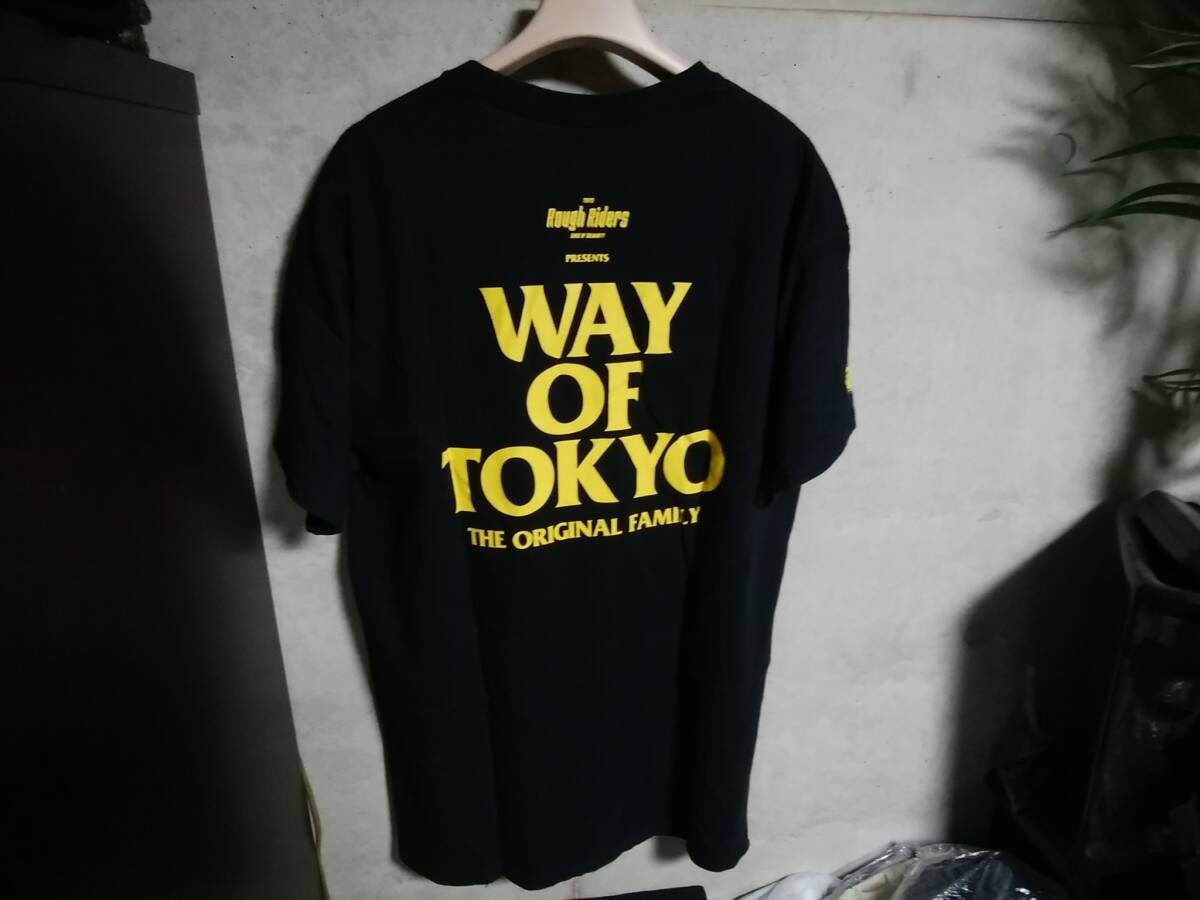 Rough Riders
PRESENTS
WAY
OF
TOKYO
THE ORIGINAL FAMILY